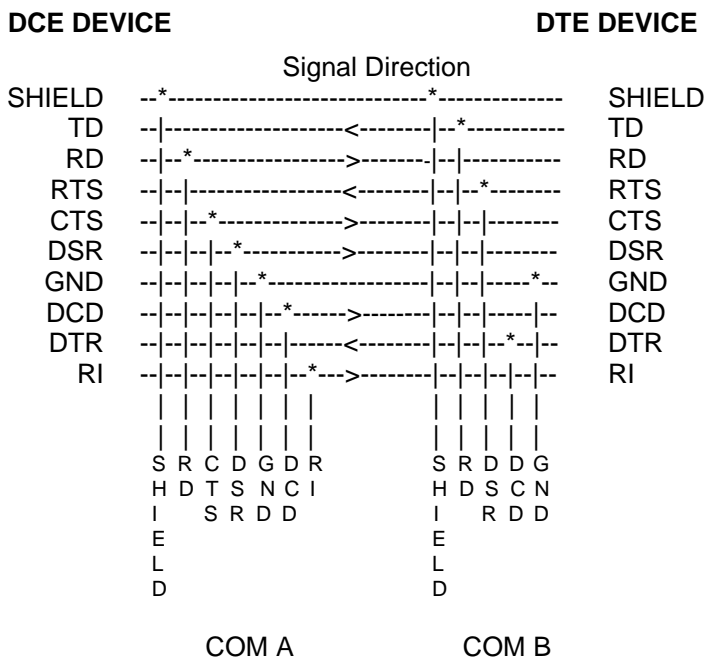 DCE DEVICE DTE DEVICE
Signal Direction
SHIELD --*-----------------------------*-------------- SHIELD
TD --|--------------------<--------|--*----------- TD
RD --|--*----------------->--------|--|----------- RD
RTS --|--|-----------------<--------|--|--*-------- RTS
CTS --|--|--*-------------->--------|--|--|-------- CTS
DSR --|--|--|--*----------->--------|--|--|-------- DSR
GND --|--|--|--|--*-----------------|--|--|-----*-- GND
DCD --|--|--|--|--|--*------>---------|--|--|-----|-- DCD
DTR --|--|--|--|--|--|------<--------|--|--|--*--|-- DTR
RI --|--|--|--|--|--|--*--->--------|--|--|--|--|-- RI
| | | | | | | | | | | |
| | | | | | | | | | | |
S R C D G D R S R D D G
H D T S N C I H D S C N
I S R D D I R D D
E E
L L
D D
COM A COM B